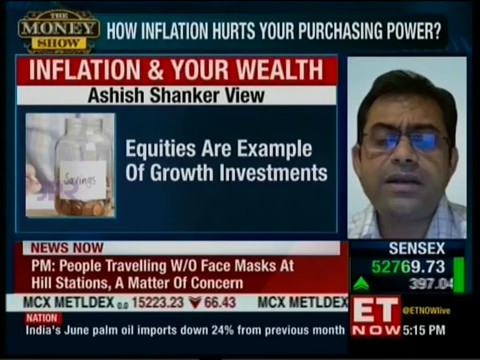 THE
MONEY
SHOW
HOW INFLATION HURTS YOUR PURCHASING POWER?
INFLATION & YOUR WEALTH
Ashish Shanker View
Savings
Equities Are Example
Of Growth Investments
NEWS NOW
PM: People Travelling W/O Face Masks At
Hill Stations, A Matter Of Concern
SENSEX
52769.73
397.04
MCX METLDEX 0.0 15223.23 66.43 MCX METLDEX
ET
NOW
@ETNOWlive
5:15 PM
NATION
India's June palm oil imports down 24% from previous month